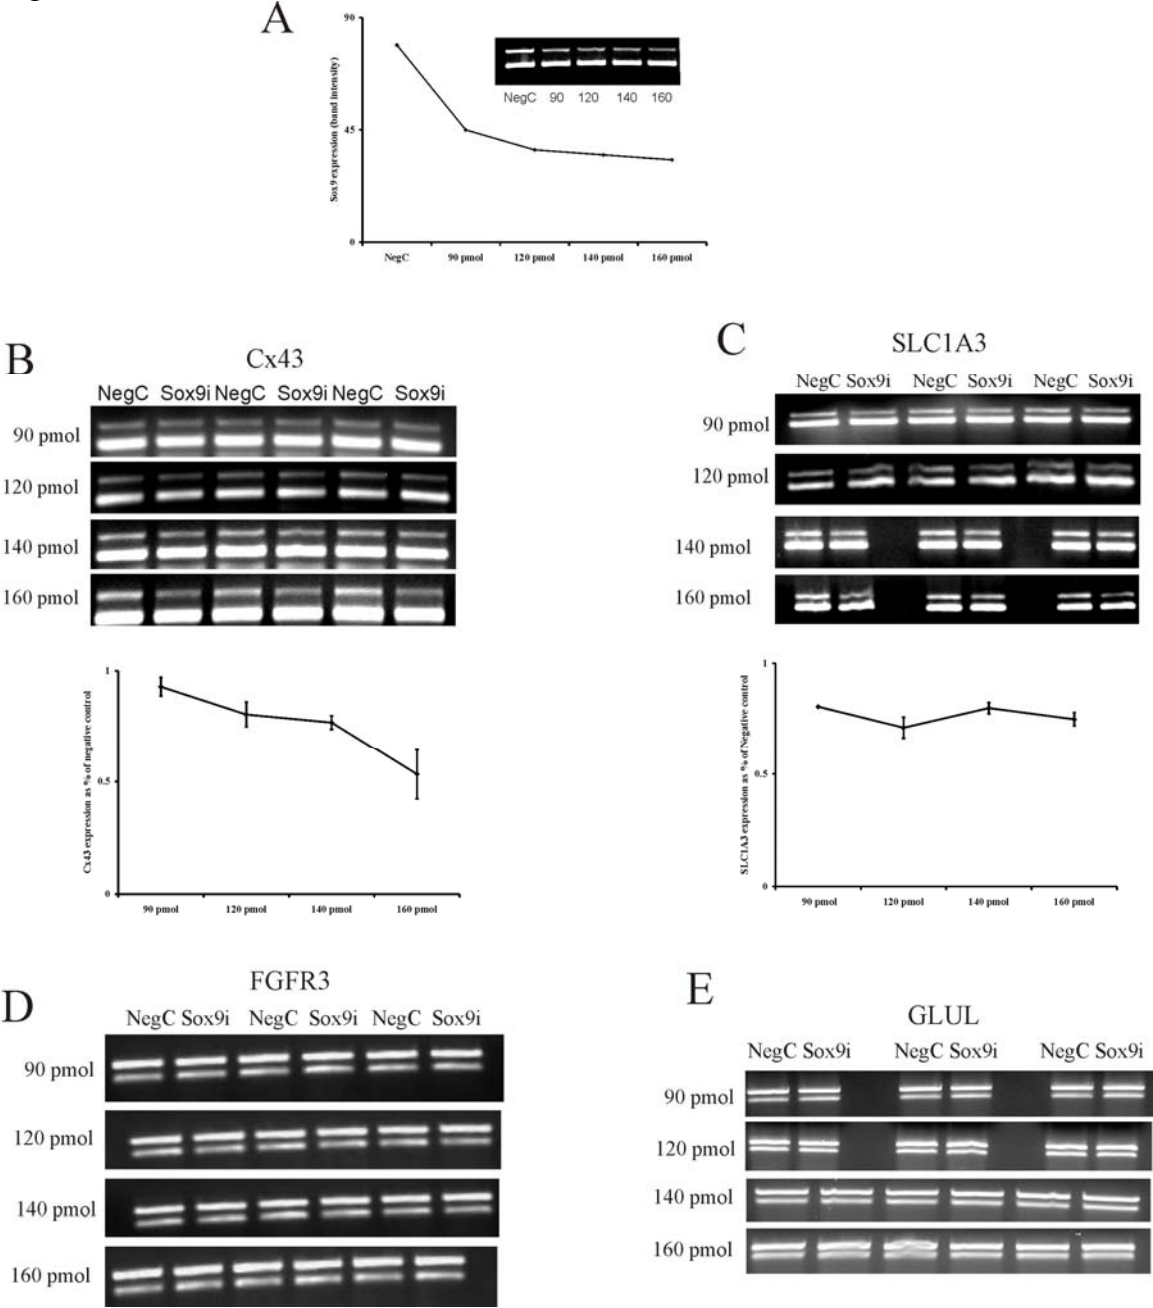 A
90
45
0
Sox9 expression (band intensity)
NegC 90 120 140 160
NegC 90 pmol 120 pmol 140 pmol 160 pmol
B
Cx43
NegC Sox9i NegC Sox9i NegC Sox9i
90 pmol
120 pmol
140 pmol
160 pmol
1
0.5
0
Cx43 expression as % of negative control
90 pmol 120 pmol 140 pmol 160 pmol
C
SLC1A3
NegC Sox9i NegC Sox9i NegC Sox9i
90 pmol
120 pmol
140 pmol
160 pmol
1
0.5
0
SLC1A3 expression as % of Negative control
90 pmol 120 pmol 140 pmol 160 pmol
D
FGFR3
NegC Sox9i NegC Sox9i NegC Sox9i
90 pmol
120 pmol
140 pmol
160 pmol
E
GLUL
NegC Sox9i NegC Sox9i NegC Sox9i
90 pmol
120 pmol
140 pmol
160 pmol